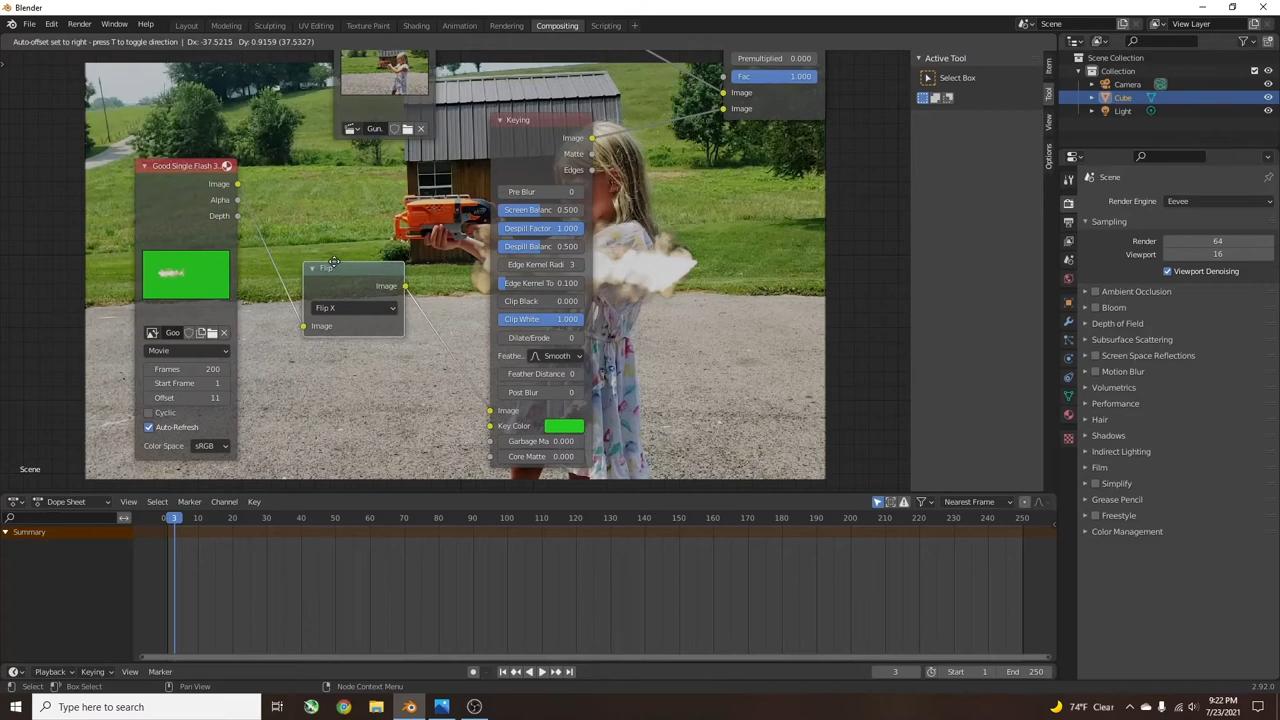 Blender
File Edit Render Window Help Layout Modeling Sculpting UV Editing Texture Paint Shading Animation Rendering Compositing Scripting + Scene View Layer
Auto-offset set to right - press T to toggle direction | Dx: -37.5215 Dy: 0.9159 (37.5327)
Premultiplied 0.000
Fac 1.000
Image
Image
Gun.
Good Single Flash 3...
Image
Alpha
Depth
Goo
Movie
Frames 200
Start Frame 1
Offset 11
Cyclic
Auto-Refresh
Color Space sRGB
Flip
Image
Flip X
Image
Keying
Image
Matte
Edges
Pre Blur 0
Screen Balanc 0.500
Despill Factor 1.000
Despill Balanc 0.500
Edge Kernel Radi 3
Edge Kernel To 0.100
Clip Black 0.000
Clip White 1.000
Dilate/Erode 0
Feathe.. Smooth
Feather Distance 0
Post Blur 0
Image
Key Color
Garbage Ma 0.000
Core Matte 0.000
Scene
Active Tool
Select Box
Item
Tool
View
Options
Scene Collection
Collection
Camera
Cube
Light
Scene
Render Engine Eevee
Sampling
Render 64
Viewport 16
Viewport Denoising
Ambient Occlusion
Bloom
Depth of Field
Subsurface Scattering
Screen Space Reflections
Motion Blur
Volumetrics
Performance
Hair
Shadows
Indirect Lighting
Film
Simplify
Grease Pencil
Freestyle
Color Management
Dope Sheet View Select Marker Channel Key Nearest Frame
0 3 10 20 30 40 50 60 70 80 90 100 110 120 130 140 150 160 170 180 190 200 210 220 230 240 250
Summary
Playback Keying View Marker 3 Start 1 End 250
Select Box Select Pan View Node Context Menu 2.92.0
Type here to search 74°F Clear 9:22 PM
7/23/2021